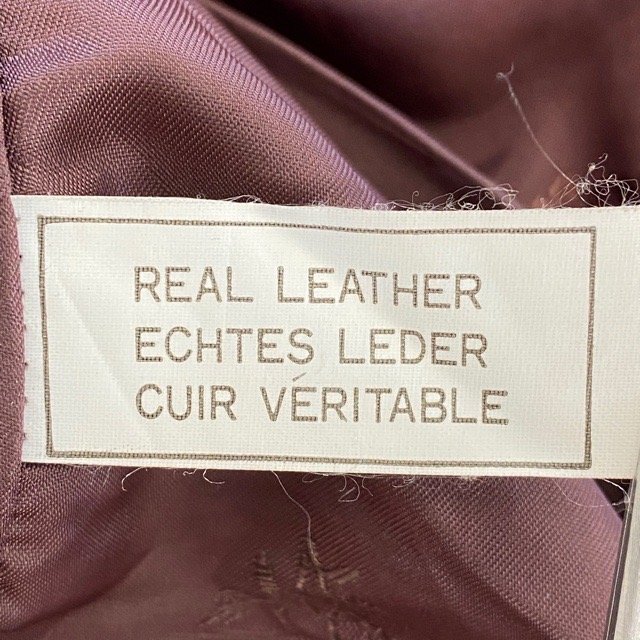 REAL LEATHER
ECHTES LEDER
CUIR VÉRITABLE